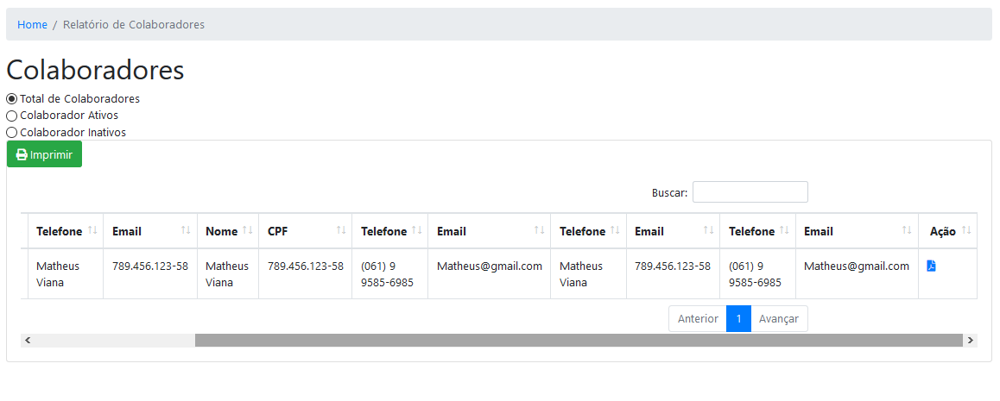 Home / Relatório de Colaboradores
Colaboradores
Total de Colaboradores
Colaborador Ativos
Colaborador Inativos
Imprimir
Buscar:
Telefone Email Nome CPF Telefone Email Telefone Email Telefone Email Ação
Matheus 789.456.123-58 Matheus 789.456.123-58 (061) 9 Matheus@gmail.com Matheus 789.456.123-58 (061) 9 Matheus@gmail.com
Viana Viana 9585-6985 Viana 9585-6985
Anterior 1 Avançar